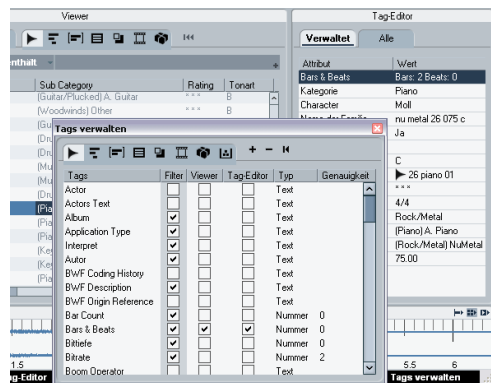 Viewer
Tag-Editor
Verwaltet Alle
enthält
Attribut Wert
Sub Category Rating Tonart
Bars & Beats Bars: 2 Beats: 0
(Guitar/Plucked) A. Guitar * * * B
Kategorie Piano
(Woodwinds) Other * * * B
Character Moll
nu metal 26 075 c
Ja
C
26 piano 01
* * *
4/4
Rock/Metal
(Piano) A. Piano
(Rock/Metal) NuMetal
75.00
Tags verwalten
Tags Filter Viewer Tag-Editor Typ Genauigkeit
Actor Text
Actors Text Text
Album Text
Application Type Text
Interpret Text
Autor Text
BWF Coding History Text
BWF Description Text
BWF Origin Reference Text
Bar Count Nummer 0
Bars & Beats Nummer 0
Bittiefe Nummer 0
Bitrate Nummer 2
Boom Operator Text
1.5
5.5 6
ag-Editor
Tags verwalten